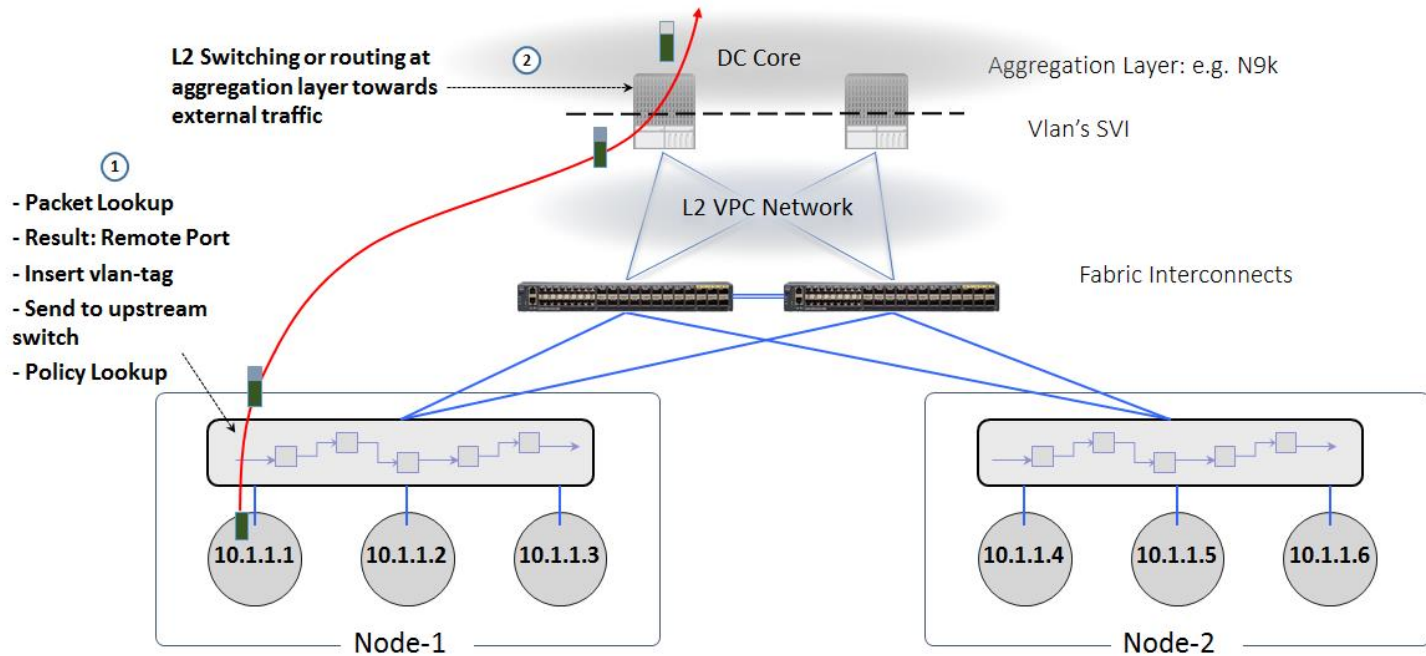 L2 Switching or routing at
aggregation layer towards
external traffic
2
DC Core
Aggregation Layer: e.g. N9k
Vlan's SVI
1
- Packet Lookup
- Result: Remote Port
- Insert vlan-tag
- Send to upstream
switch
- Policy Lookup
L2 VPC Network
Fabric Interconnects
10.1.1.1
10.1.1.2
10.1.1.3
10.1.1.4
10.1.1.5
10.1.1.6
Node-1
Node-2